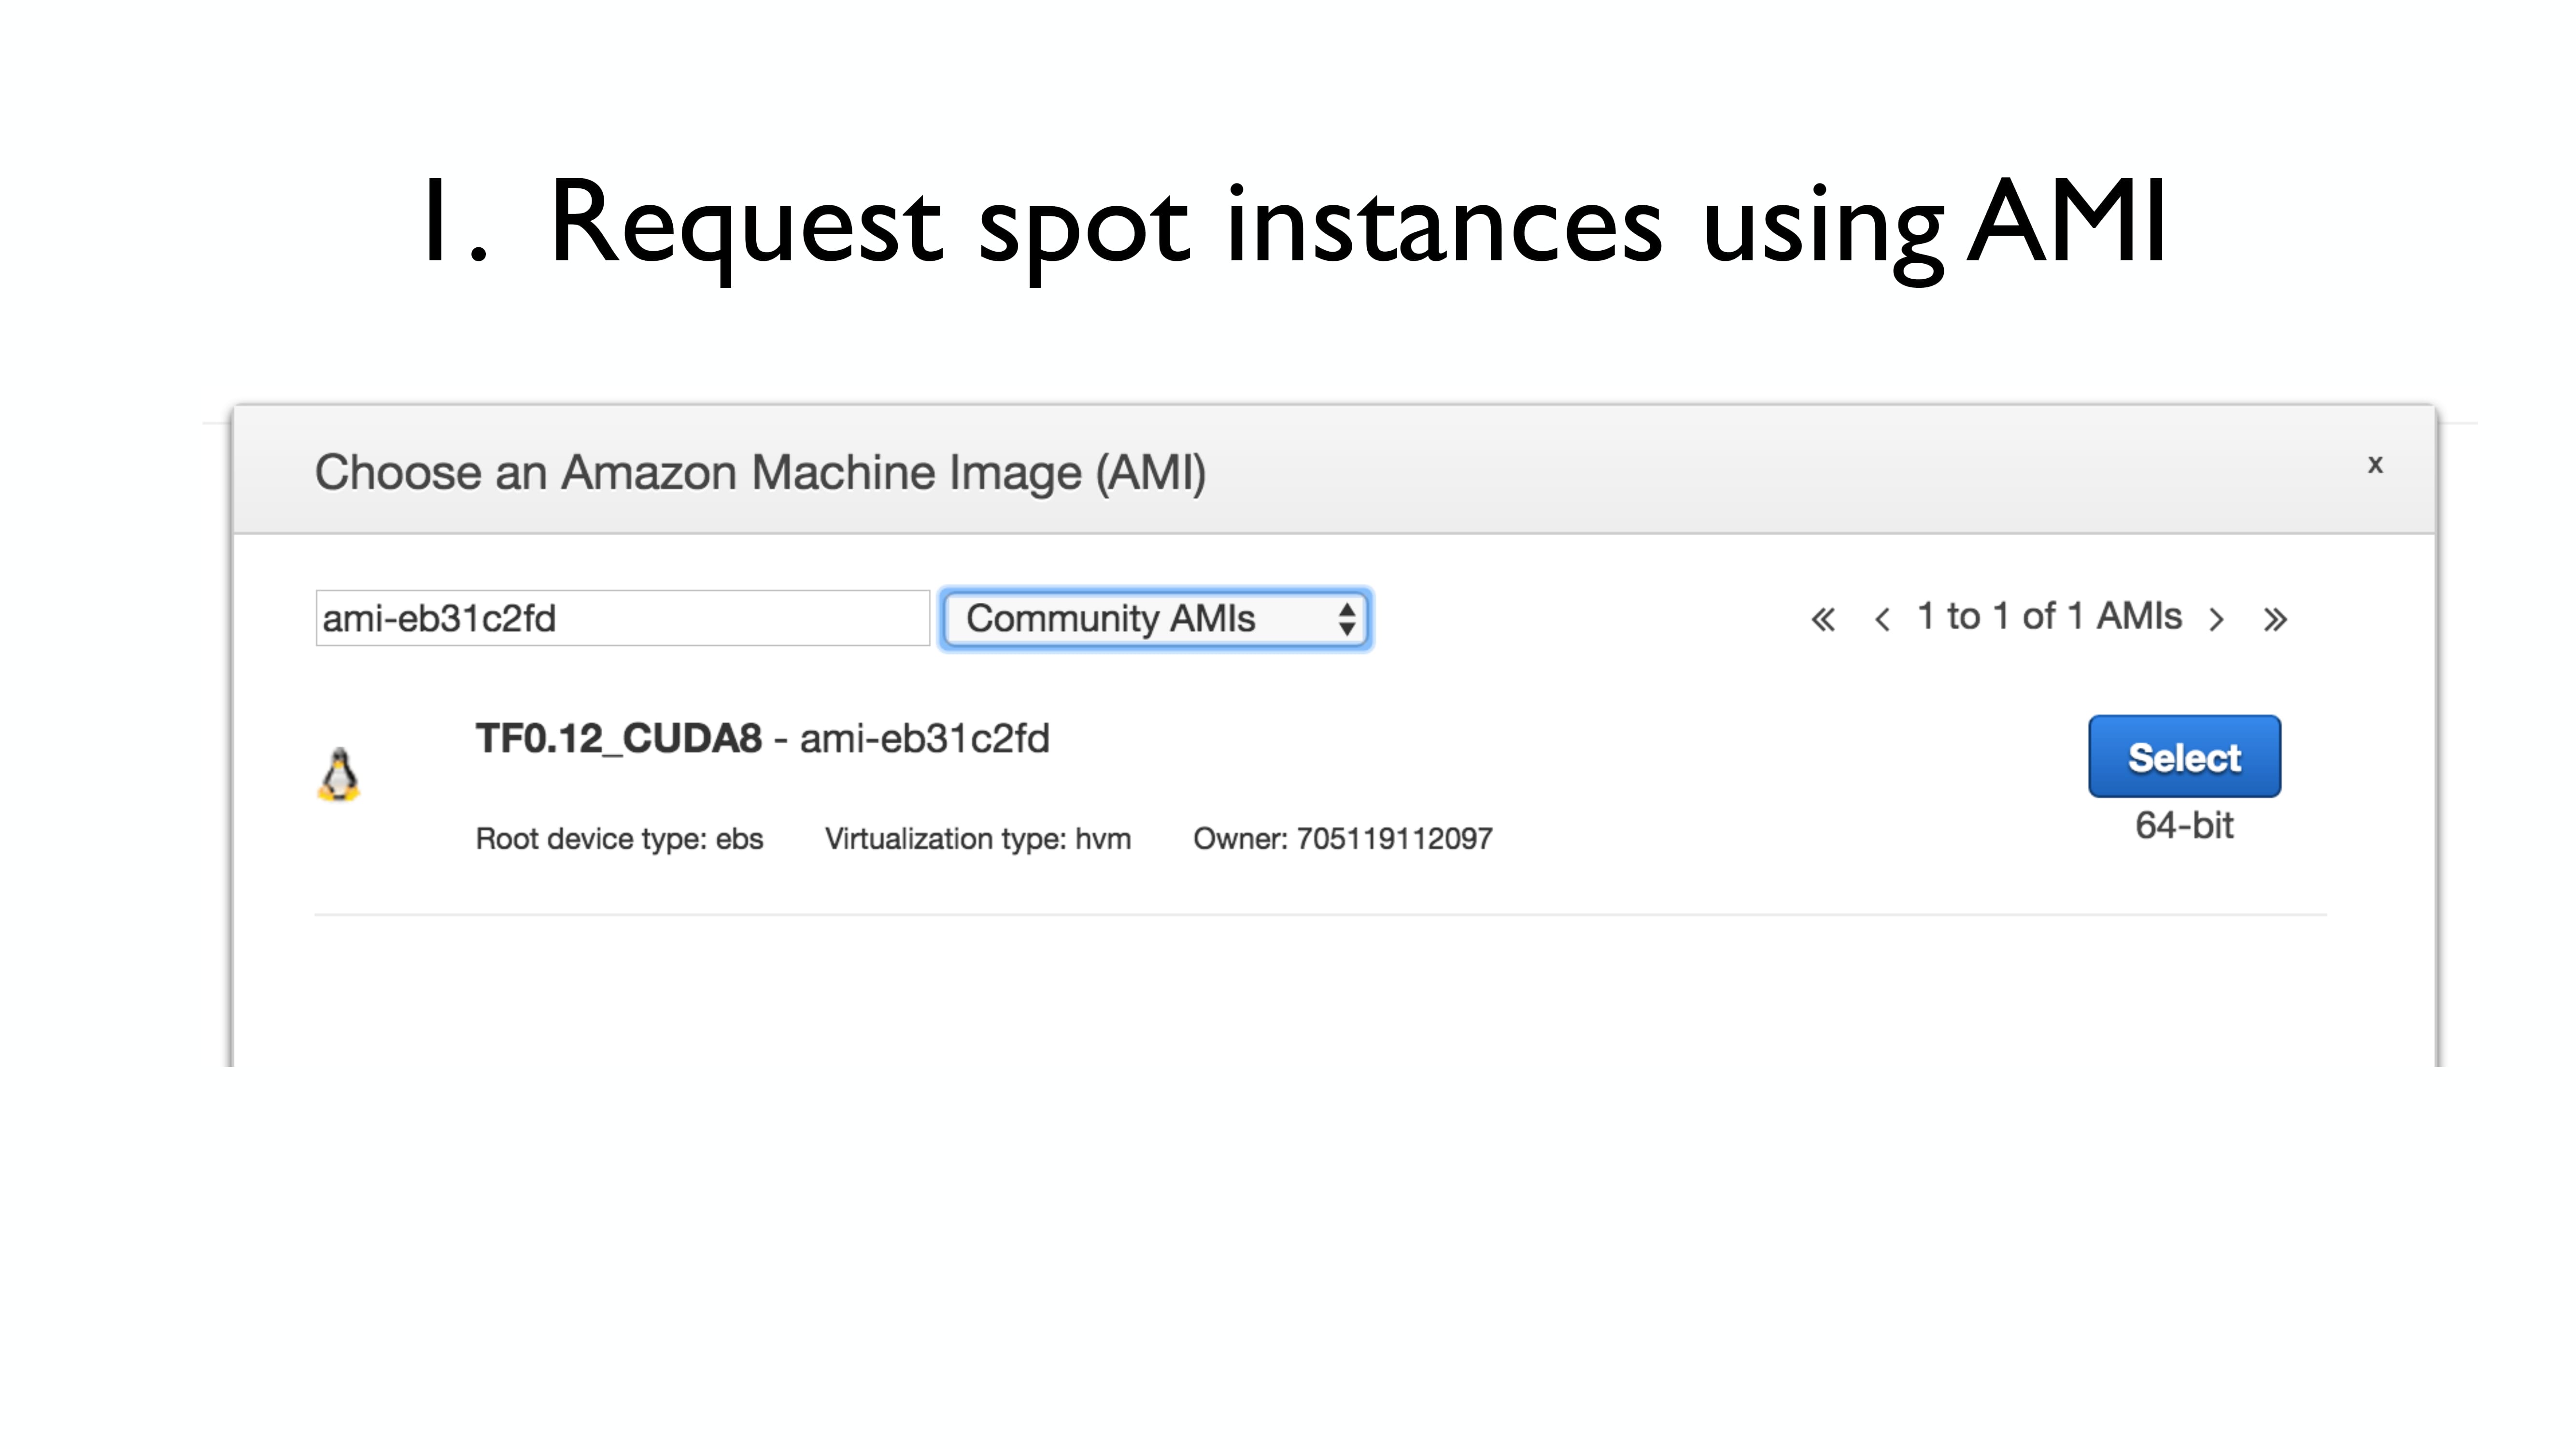 1. Request spot instances using AMI
Choose an Amazon Machine Image (AMI) x
ami-eb31c2fd Community AMIs « < 1 to 1 of 1 AMIs > »
TF0.12_CUDA8 - ami-eb31c2fd
Select
Root device type: ebs Virtualization type: hvm Owner: 705119112097
64-bit